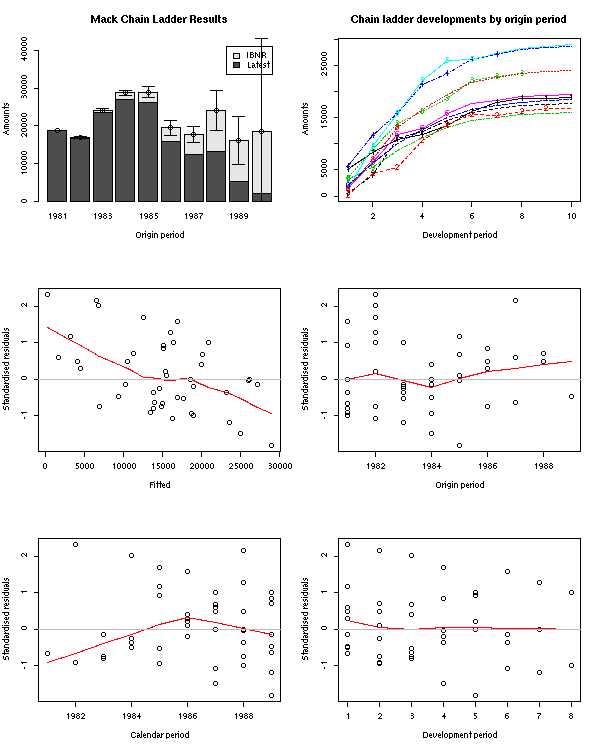 Mack Chain Ladder Results
Amounts
0 10000 20000 30000 40000
IBNR
Latest
1981 1983 1985 1987 1989
Origin period
Chain ladder developments by origin period
Amounts
0 5000 15000 25000
2 4 6 8 10
Development period
Standardised residuals
-1 0 1 2
0 5000 10000 15000 20000 25000 30000
Fitted
Standardised residuals
-1 0 1 2
1982 1984 1986 1988
Origin period
Standardised residuals
-1 0 1 2
1982 1984 1986 1988
Calendar period
Standardised residuals
-1 0 1 2
1 2 3 4 5 6 7 8
Development period